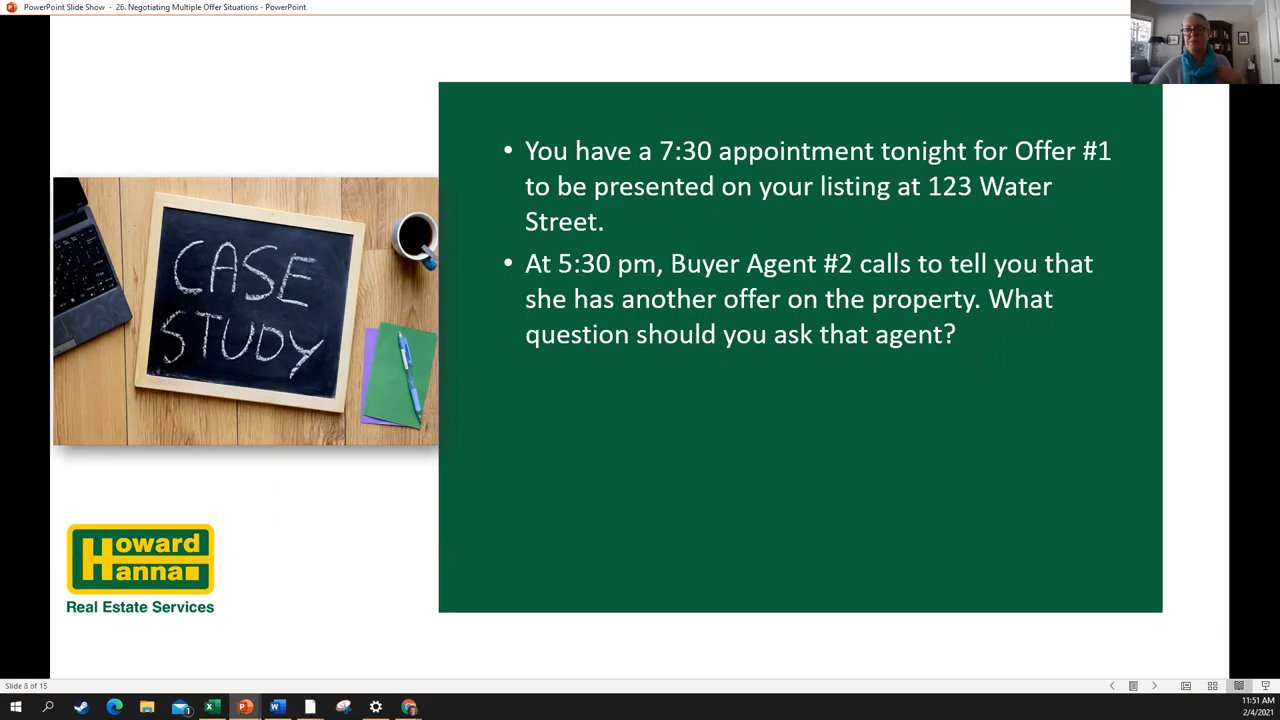 PowerPoint Slide Show - 26. Negotiating Multiple Offer Situations - PowerPoint
• You have a 7:30 appointment tonight for Offer #1
to be presented on your listing at 123 Water
Street.
• At 5:30 pm, Buyer Agent #2 calls to tell you that
she has another offer on the property. What
question should you ask that agent?
CASE
STUDY
Howard
Hanna
Real Estate Services
Slide 8 of 15
11:51 AM
2/4/2021